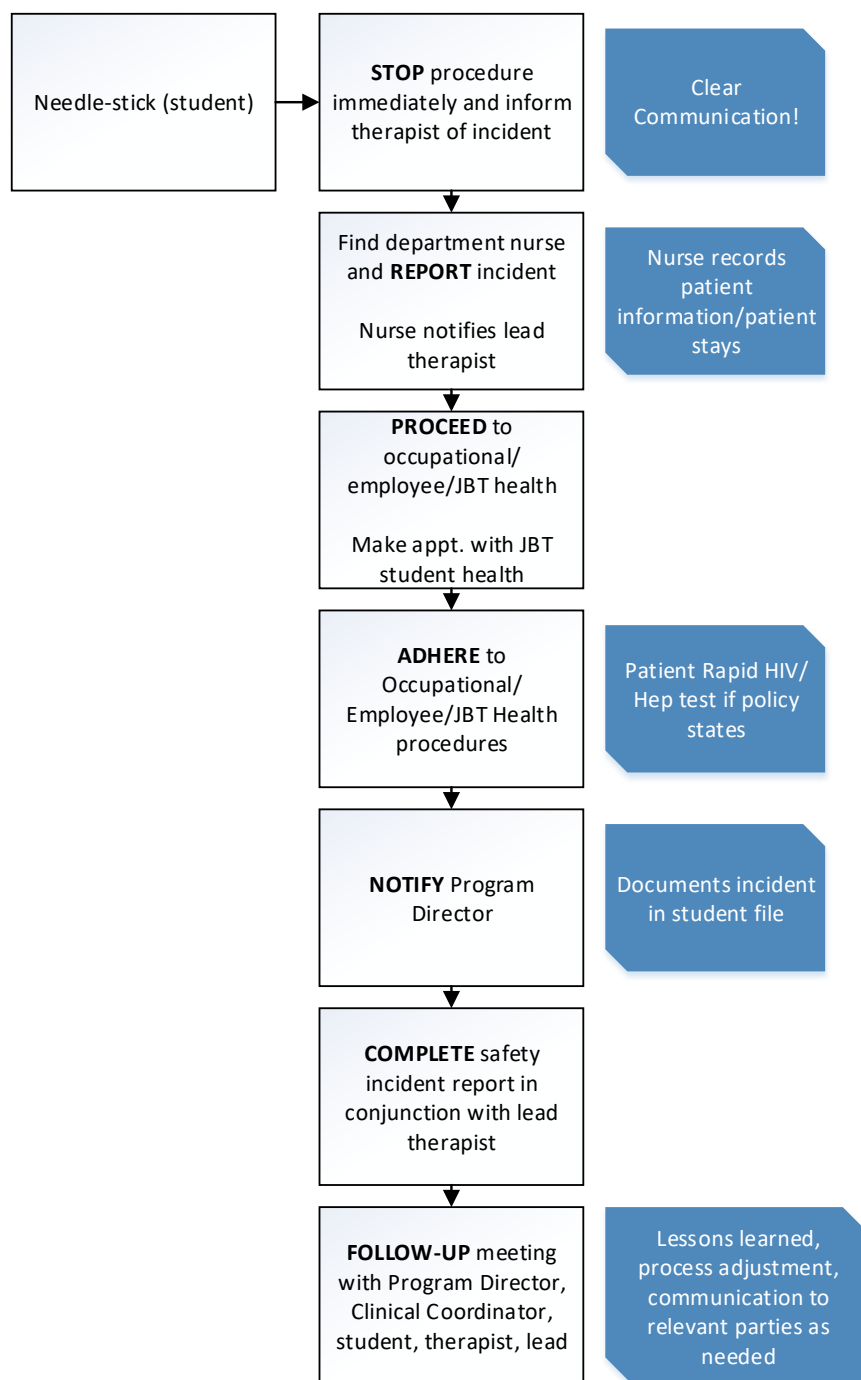 Needle-stick (student)
STOP procedure
immediately and inform
therapist of incident
Clear
Communication!
Find department nurse
and REPORT incident
Nurse notifies lead
therapist
Nurse records
patient
information/patient
stays
PROCEED to
occupational/
employee/JBT health
Make appt. with JBT
student health
ADHERE to
Occupational/
Employee/JBT Health
procedures
Patient Rapid HIV/
Hep test if policy
states
NOTIFY Program
Director
Documents incident
in student file
COMPLETE safety
incident report in
conjunction with lead
therapist
FOLLOW-UP meeting
with Program Director,
Clinical Coordinator,
student, therapist, lead
Lessons learned,
process adjustment,
communication to
relevant parties as
needed